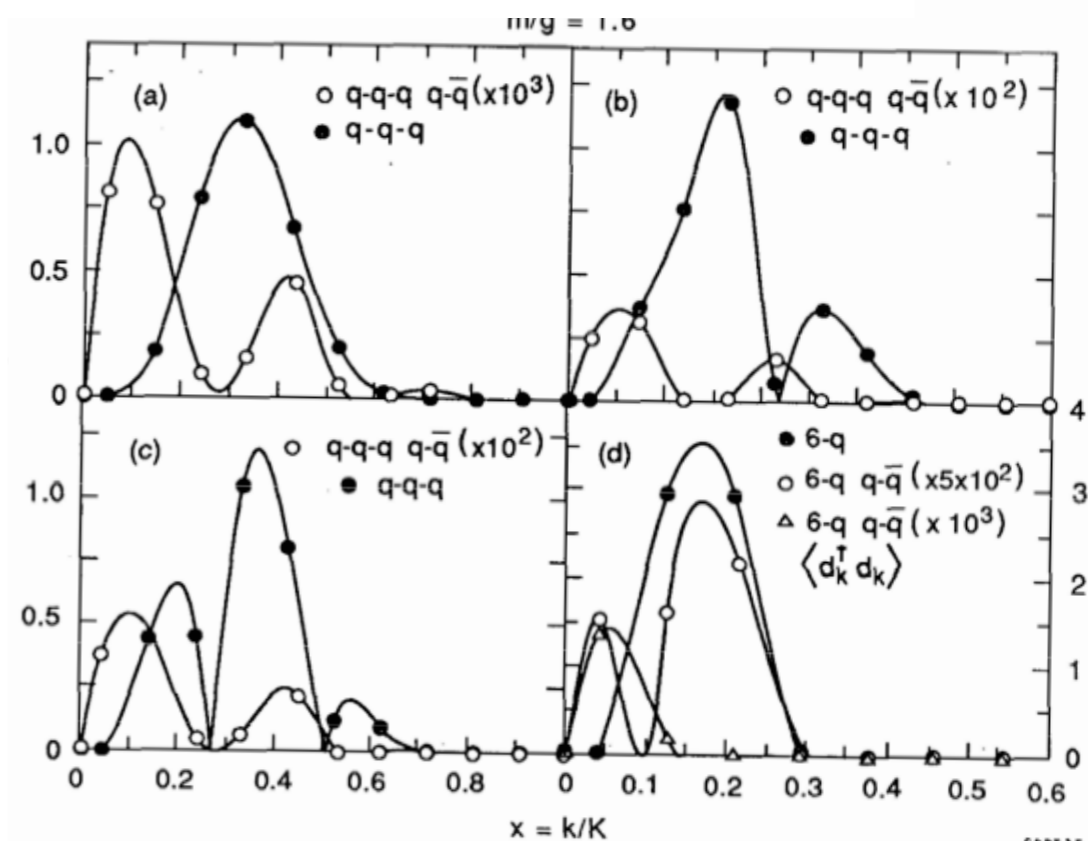 m/g = 1.6
(a)
○ q-q-q q-q̅ (x10³)
● q-q-q
1.0
0.5
0
(b)
○ q-q-q q-q̅ (x 10²)
● q-q-q
4
(c)
○ q-q-q q-q̅ (x10²)
● q-q-q
1.0
0.5
0
(d)
● 6-q
○ 6-q q-q̅ (x5x10²)
△ 6-q q-q̅ (x 10³)
⟨d†k dk⟩
3
2
1
0
0 0.2 0.4 0.6 0.8 0 0.1 0.2 0.3 0.4 0.5 0.6
x = k/K